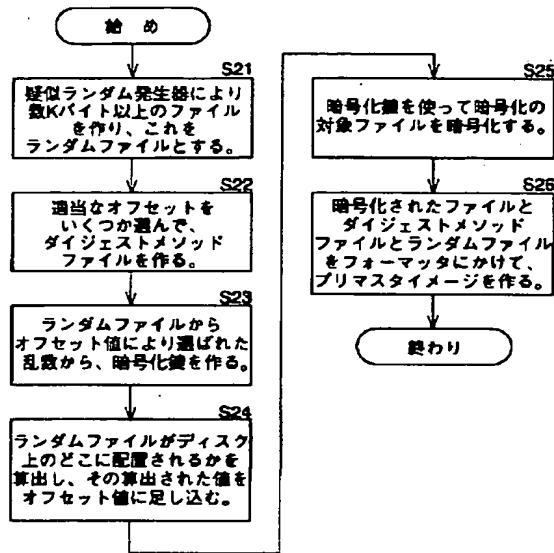 始め
S21
疑似ランダム発生器により
数Kバイト以上のファイル
を作り、これを
ランダムファイルとする。
S22
適当なオフセットを
いくつか選んで、
ダイジェストメソッド
ファイルを作る。
S23
ランダムファイルから
オフセット値により選ばれた
乱数から、暗号化鍵を作る。
S24
ランダムファイルがディスク
上のどこに配置されるかを
算出し、その算出された値を
オフセット値に足し込む。
S25
暗号化鍵を使って暗号化の
対象ファイルを暗号化する。
S26
暗号化されたファイルと
ダイジェストメソッド
ファイルとランダムファイル
をフォーマッタにかけて、
プリマスタイメージを作る。
終わり